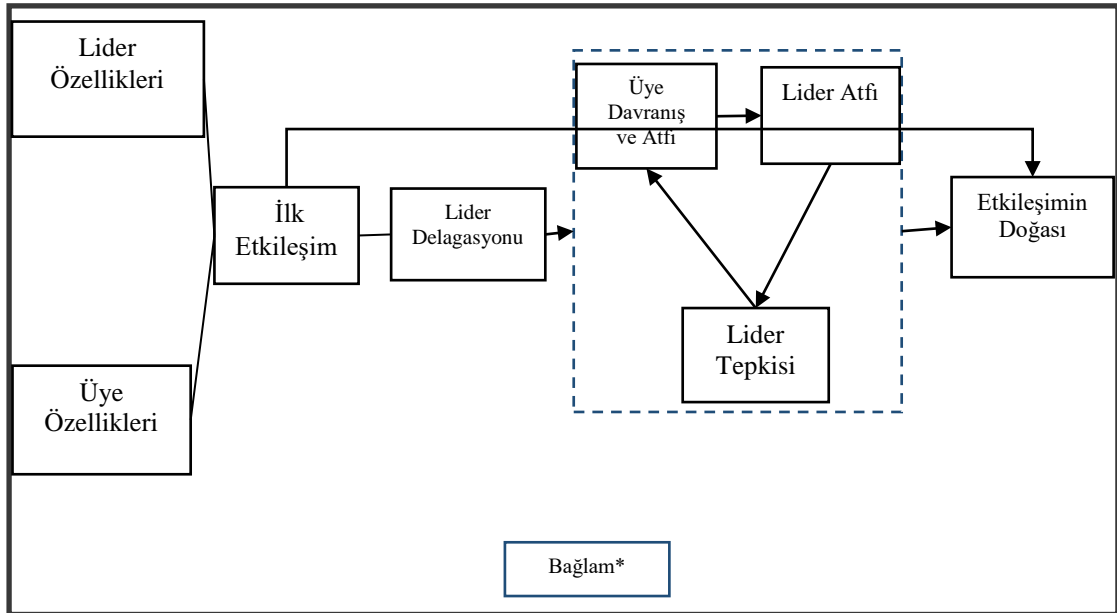 Lider
Özellikleri
Üye
Davranış
ve Atfı
Lider Atfı
İlk
Etkileşim
Lider
Delagasyonu
Etkileşimin
Doğası
Lider
Tepkisi
Üye
Özellikleri
Bağlam*